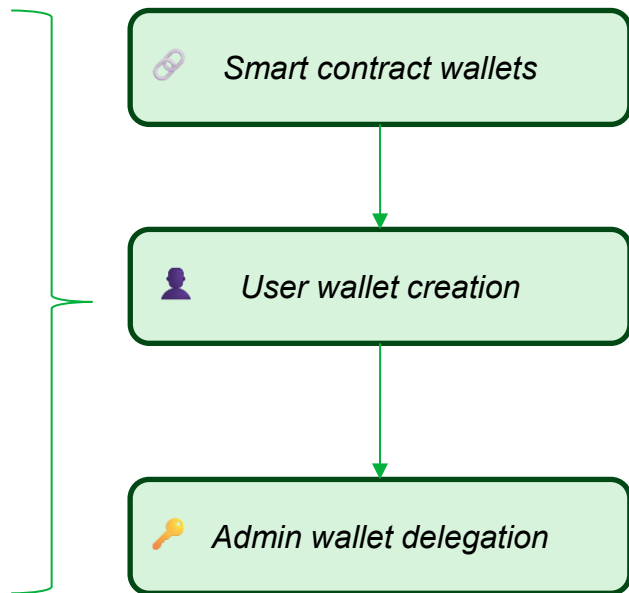 Smart contract wallets
User wallet creation
Admin wallet delegation